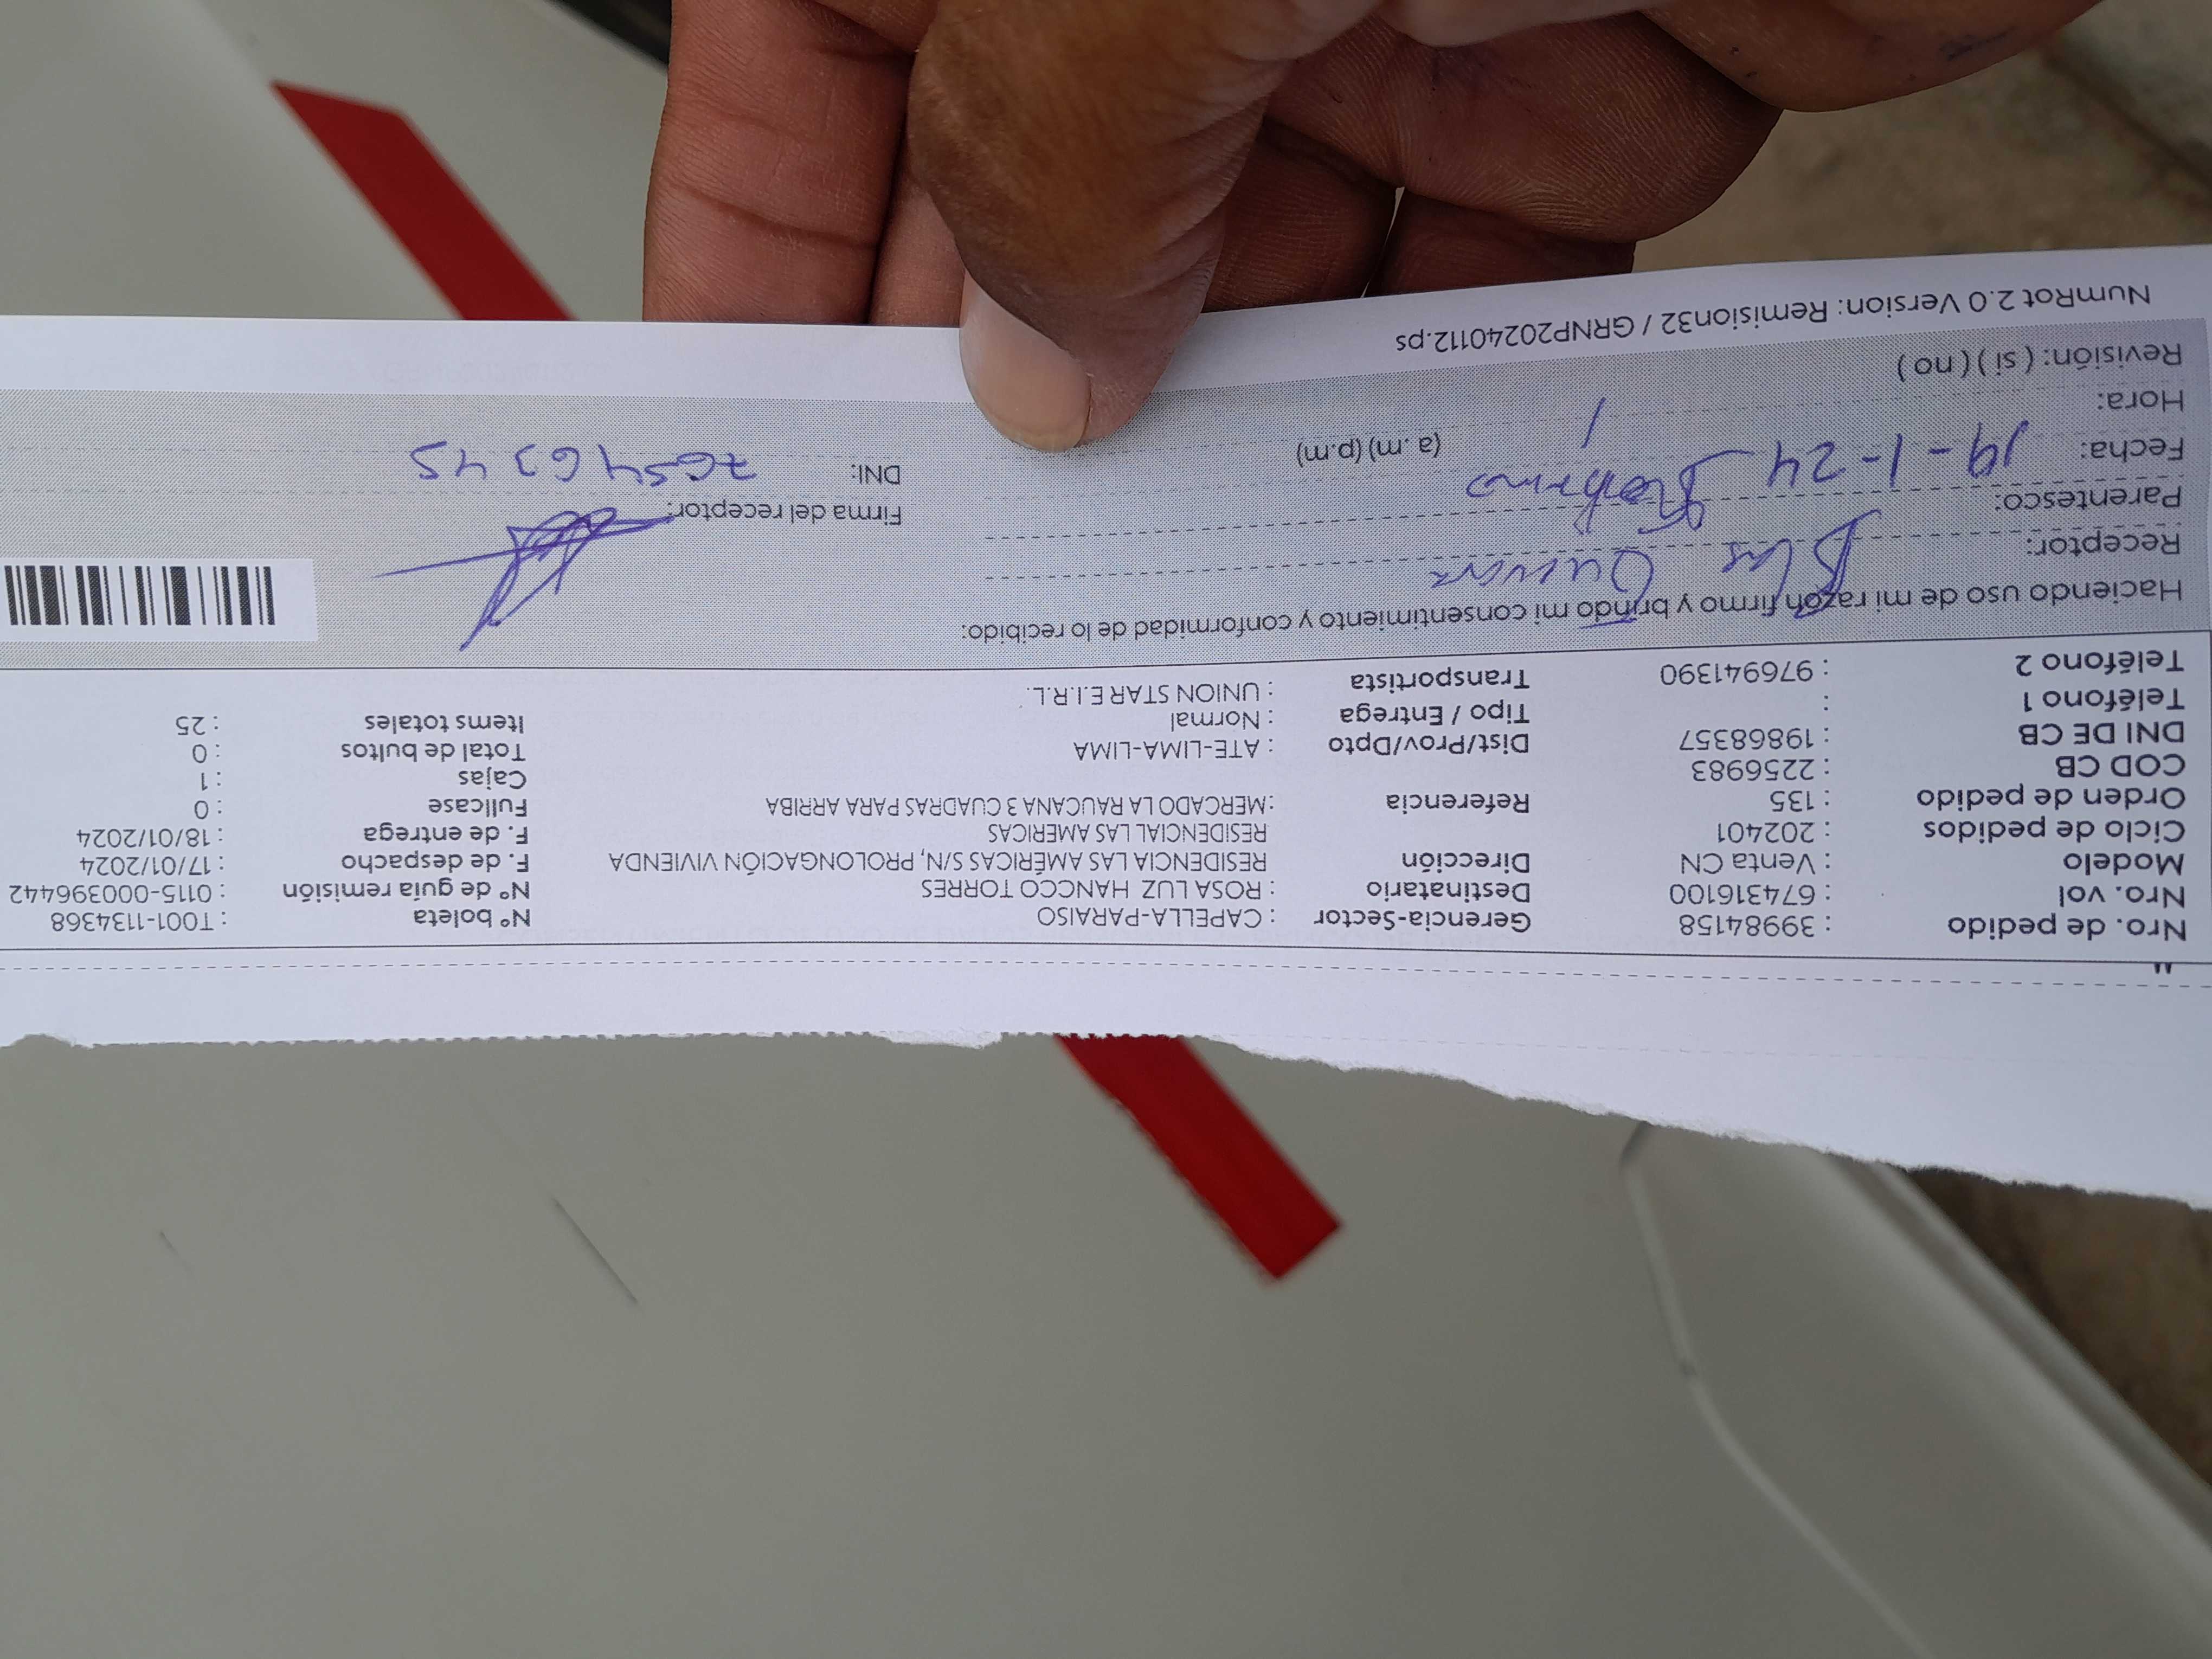 Nro. de pedido : 39984158 Gerencia-Sector : CAPELLA-PARAISO N° boleta : T001-1134368
Nro. vol : 674316100 Destinatario : ROSA LUZ HANCCO TORRES N° de guía remisión : 0115-000396442
Modelo : Venta CN Dirección RESIDENCIA LAS AMÉRICAS S/N, PROLONGACIÓN VIVIENDA F. de despacho : 17/01/2024
Ciclo de pedidos : 202401 RESIDENCIAL LAS AMERICAS F. de entrega : 18/01/2024
Orden de pedido : 135 Referencia : MERCADO LA RAUCANA 3 CUADRAS PARA ARRIBA Fullcase : 0
COD CB : 2256983 Cajas : 1
DNI DE CB : 19868357 Dist/Prov/Dpto : ATE-LIMA-LIMA Total de bultos : 0
Teléfono 1 : Tipo / Entrega : Normal Items totales : 25
Teléfono 2 : 976941390 Transportista : UNION STAR E.I.R.L.
Haciendo uso de mi razón firmo y brindo mi consentimiento y conformidad de lo recibido:
Receptor: Blas
Parentesco: Sobrino Firma del receptor:
Fecha: 19-1-24 DNI: 76546345
Hora: (a. m) (p.m)
Revisión: ( si ) ( no )
NumRot 2.0 Version: Remision32 / GRNP20240112.ps